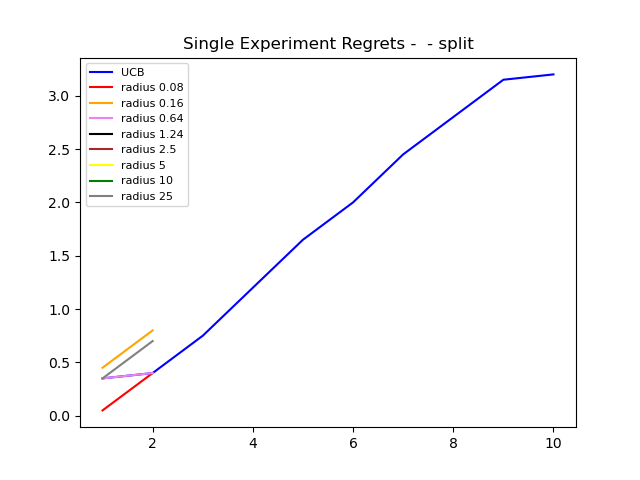 Single Experiment Regrets -  - split
UCB
radius 0.08
radius 0.16
radius 0.64
radius 1.24
radius 2.5
radius 5
radius 10
radius 25
3.0
2.5
2.0
1.5
1.0
0.5
0.0
2 4 6 8 10